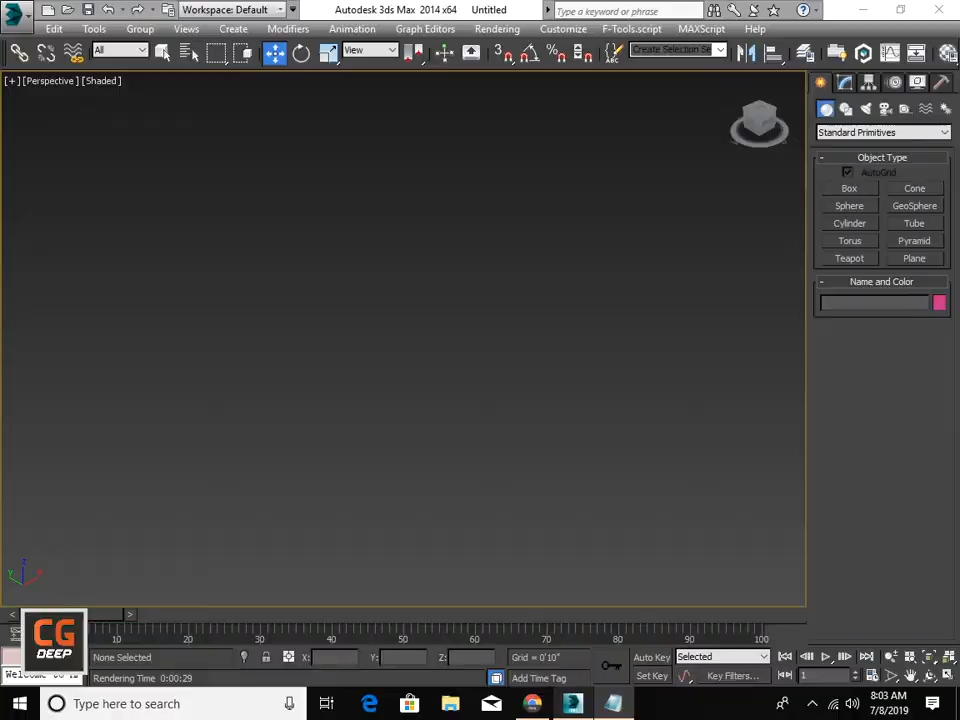 Workspace: Default
Autodesk 3ds Max 2014 x64
Untitled
Type a keyword or phrase
Edit Tools Group Views Create Modifiers Animation Graph Editors Rendering Customize F-Tools.script MAXScript Help
All
View
Create Selection Se
[+] [Perspective] [Shaded]
Standard Primitives
- Object Type
AutoGrid
Box Cone
Sphere GeoSphere
Cylinder Tube
Torus Pyramid
Teapot Plane
- Name and Color
Z
Y
X
< >
10 20 30 40 50 60 70 80 90 100
CG
DEEP
None Selected X: Y: Z: Grid = 0'10" Auto Key Selected
Rendering Time 0:00:29 Add Time Tag Set Key Key Filters... 1
Type here to search
8:03 AM
7/8/2019